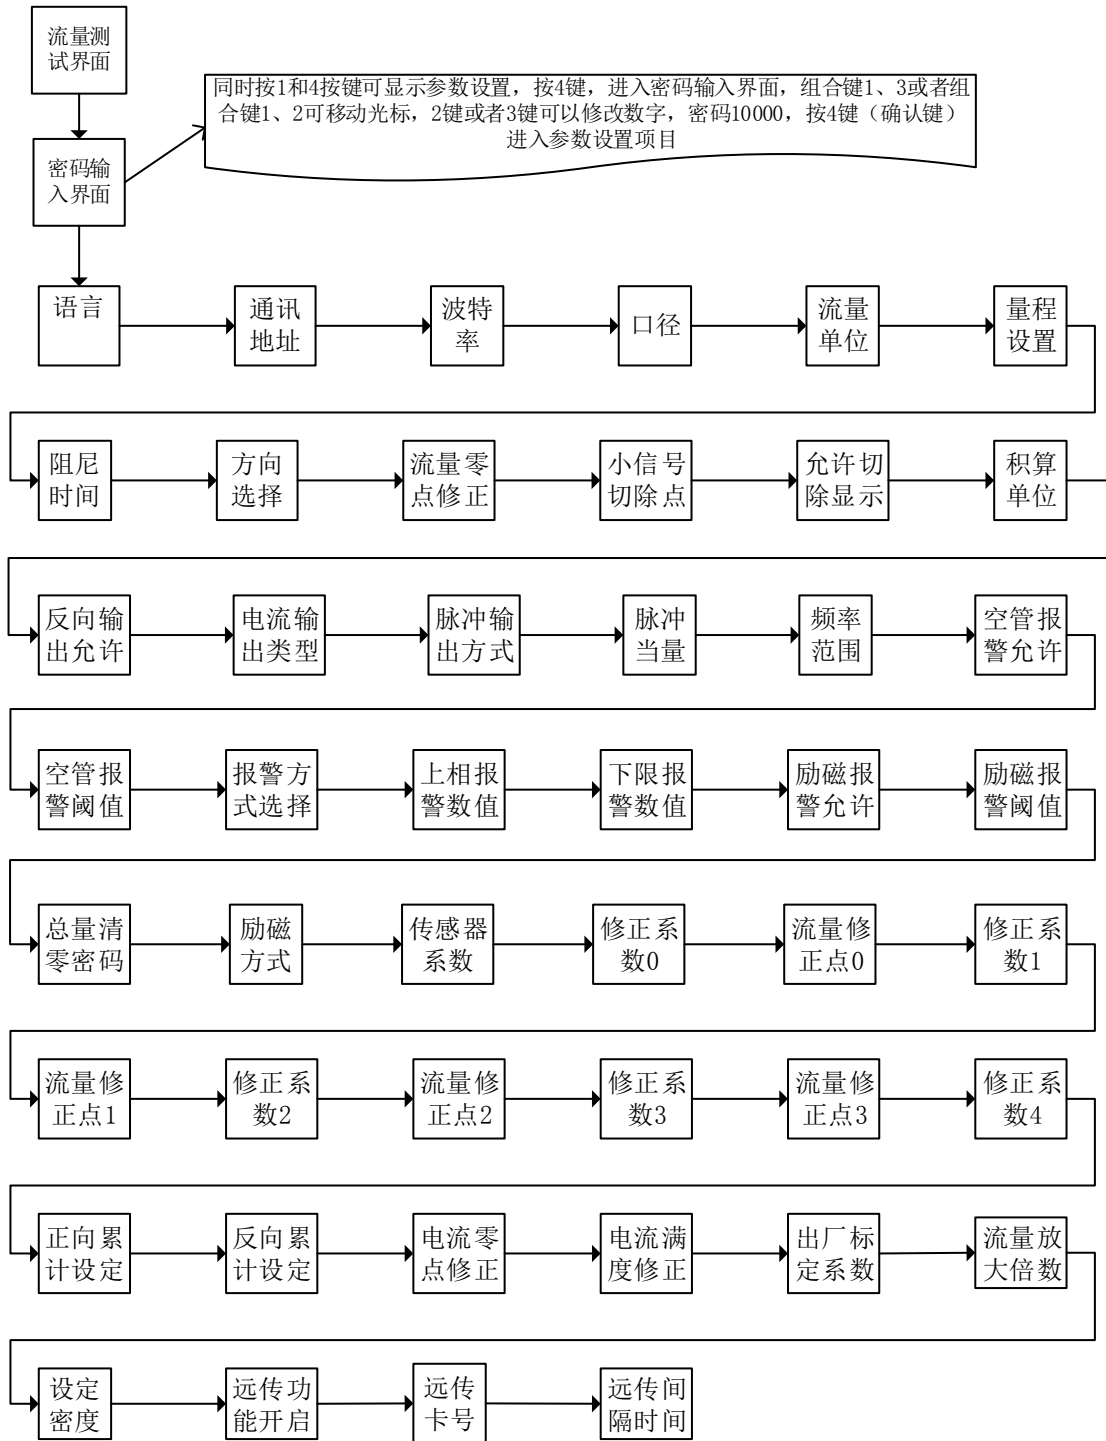 流量测
试界面
同时按1和4按键可显示参数设置，按4键，进入密码输入界面，组合键1、3或者组
合键1、2可移动光标，2键或者3键可以修改数字，密码10000，按4键（确认键）
进入参数设置项目
密码输
入界面
语言
通讯
地址
波特
率
口径
流量
单位
量程
设置
阻尼
时间
方向
选择
流量零
点修正
小信号
切除点
允许切
除显示
积算
单位
反向输
出允许
电流输
出类型
脉冲输
出方式
脉冲
当量
频率
范围
空管报
警允许
空管报
警阈值
报警方
式选择
上相报
警数值
下限报
警数值
励磁报
警允许
励磁报
警阈值
总量清
零密码
励磁
方式
传感器
系数
修正系
数0
流量修
正点0
修正系
数1
流量修
正点1
修正系
数2
流量修
正点2
修正系
数3
流量修
正点3
修正系
数4
正向累
计设定
反向累
计设定
电流零
点修正
电流满
度修正
出厂标
定系数
流量放
大倍数
设定
密度
远传功
能开启
远传
卡号
远传间
隔时间